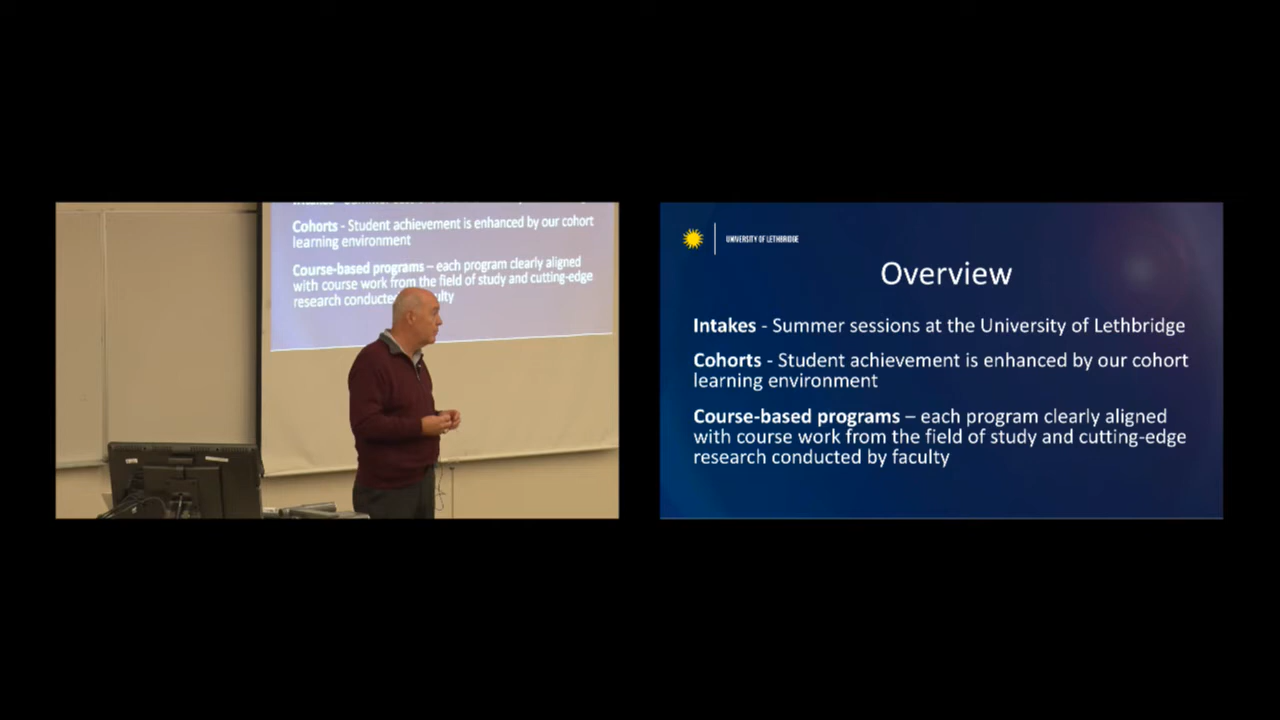 Cohorts - Student achievement is enhanced by our cohort
learning environment
Course-based programs – each program clearly aligned
with course work from the field of study and cutting-edge
research conducted
UNIVERSITY OF LETHBRIDGE
Overview
Intakes - Summer sessions at the University of Lethbridge
Cohorts - Student achievement is enhanced by our cohort
learning environment
Course-based programs – each program clearly aligned
with course work from the field of study and cutting-edge
research conducted by faculty